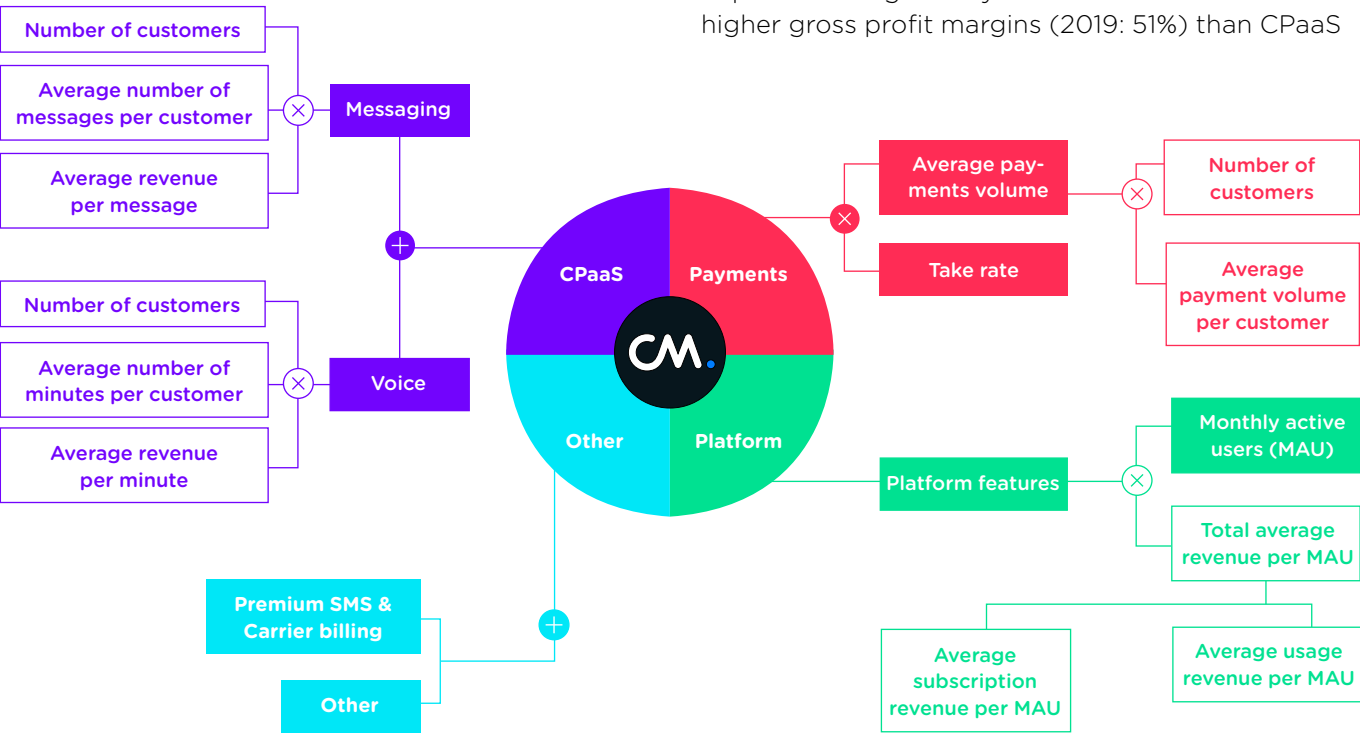 higher gross profit margins (2019: 51%) than CPaaS
Number of customers
Average number of
messages per customer
Average revenue
per message
Messaging
Number of customers
Average number of
minutes per customer
Average revenue
per minute
Voice
CPaaS
Payments
CM.
Other
Platform
Average pay-
ments volume
Take rate
Number of
customers
Average
payment volume
per customer
Platform features
Monthly active
users (MAU)
Total average
revenue per MAU
Average
subscription
revenue per MAU
Average usage
revenue per MAU
Premium SMS &
Carrier billing
Other